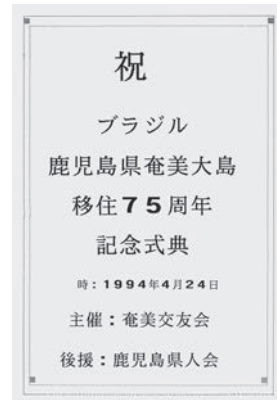 祝
ブラジル
鹿児島県奄美大島
移住75周年
記念式典
時：1994年4月24日
主催：奄美交友会
後援：鹿児島県人会